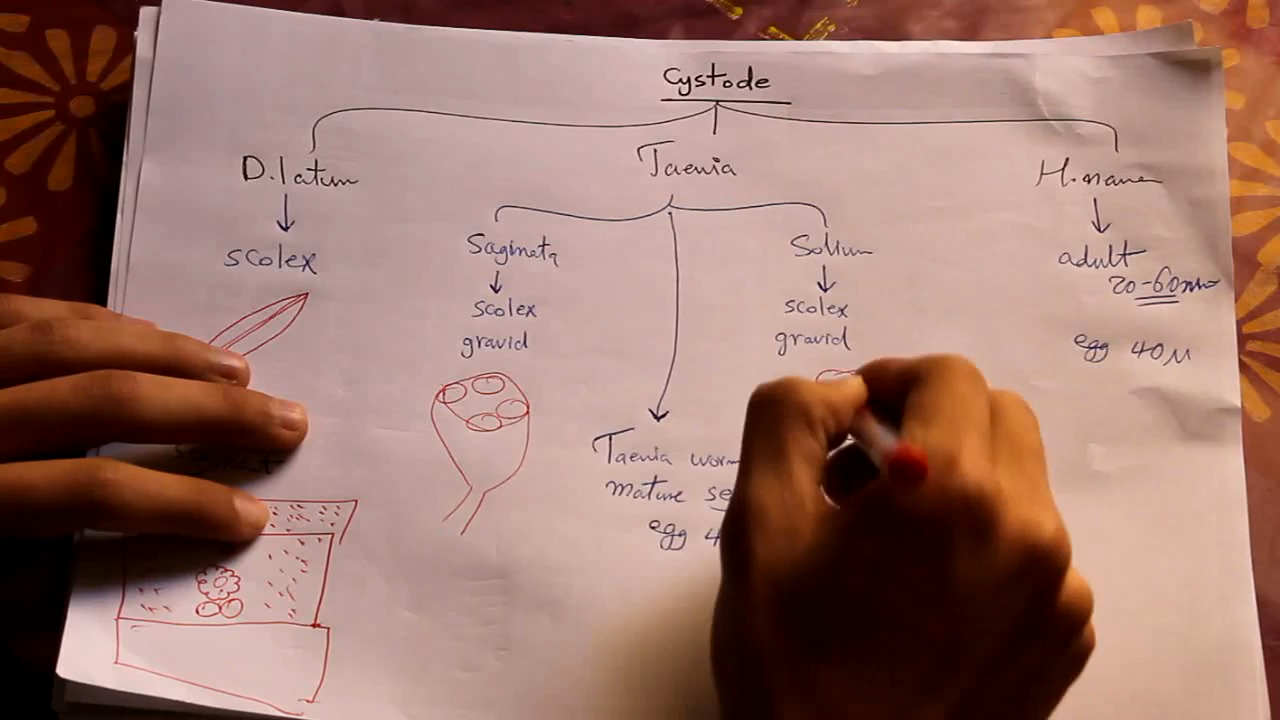 Cystode
D.latum
Taenia
H.nana
scolex
Saginata
Solium
adult
20-60mm
scolex
gravid
scolex
gravid
egg 40µ
Taenia worm
mature se
egg 4